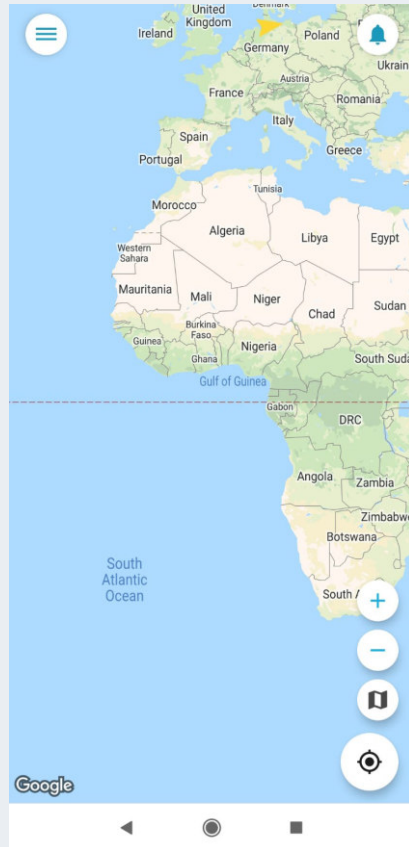 Denmark
United
Kingdom
Ireland
Poland
Germany
Ukrain
Austria
France
Romania
Italy
Spain
Greece
Portugal
Tunisia
Morocco
Algeria
Libya
Egypt
Western
Sahara
Mauritania
Mali
Niger
Chad
Sudan
Burkina
Faso
Guinea
Nigeria
Ghana
South Suda
Gulf of Guinea
Gabon
DRC
Angola
Zambia
Zimbabwe
Botswana
South
Atlantic
Ocean
South A
Google